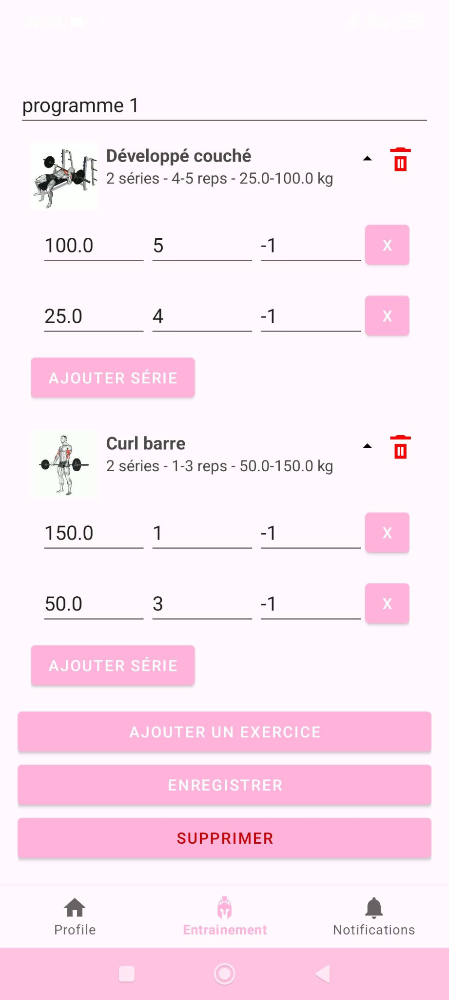 programme 1
Développé couché
2 séries - 4-5 reps - 25.0-100.0 kg
100.0 5 -1 X
25.0 4 -1 X
AJOUTER SÉRIE
Curl barre
2 séries - 1-3 reps - 50.0-150.0 kg
150.0 1 -1 X
50.0 3 -1 X
AJOUTER SÉRIE
AJOUTER UN EXERCICE
ENREGISTRER
SUPPRIMER
Profile Entrainement Notifications